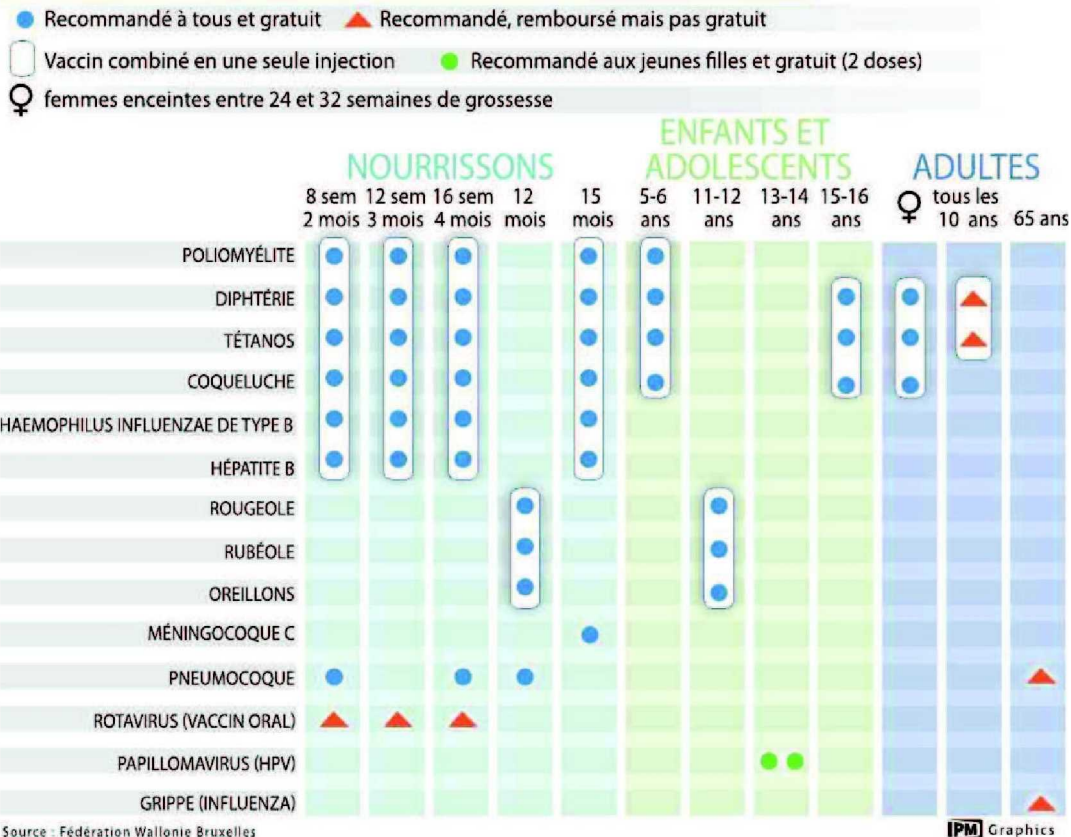 Recommandé à tous et gratuit Recommandé, remboursé mais pas gratuit
Vaccin combiné en une seule injection Recommandé aux jeunes filles et gratuit (2 doses)
femmes enceintes entre 24 et 32 semaines de grossesse
NOURRISSONS ENFANTS ET
ADOLESCENTS ADULTES
8 sem 12 sem 16 sem 12 15 5-6 11-12 13-14 15-16 tous les
2 mois 3 mois 4 mois mois mois ans ans ans ans 10 ans 65 ans
POLIOMYÉLITE
DIPHTÉRIE
TÉTANOS
COQUELUCHE
HAEMOPHILUS INFLUENZAE DE TYPE B
HÉPATITE B
ROUGEOLE
RUBÉOLE
OREILLONS
MÉNINGOCOQUE C
PNEUMOCOQUE
ROTAVIRUS (VACCIN ORAL)
PAPILLOMAVIRUS (HPV)
GRIPPE (INFLUENZA)
Source : Fédération Wallonie Bruxelles IPM Graphics